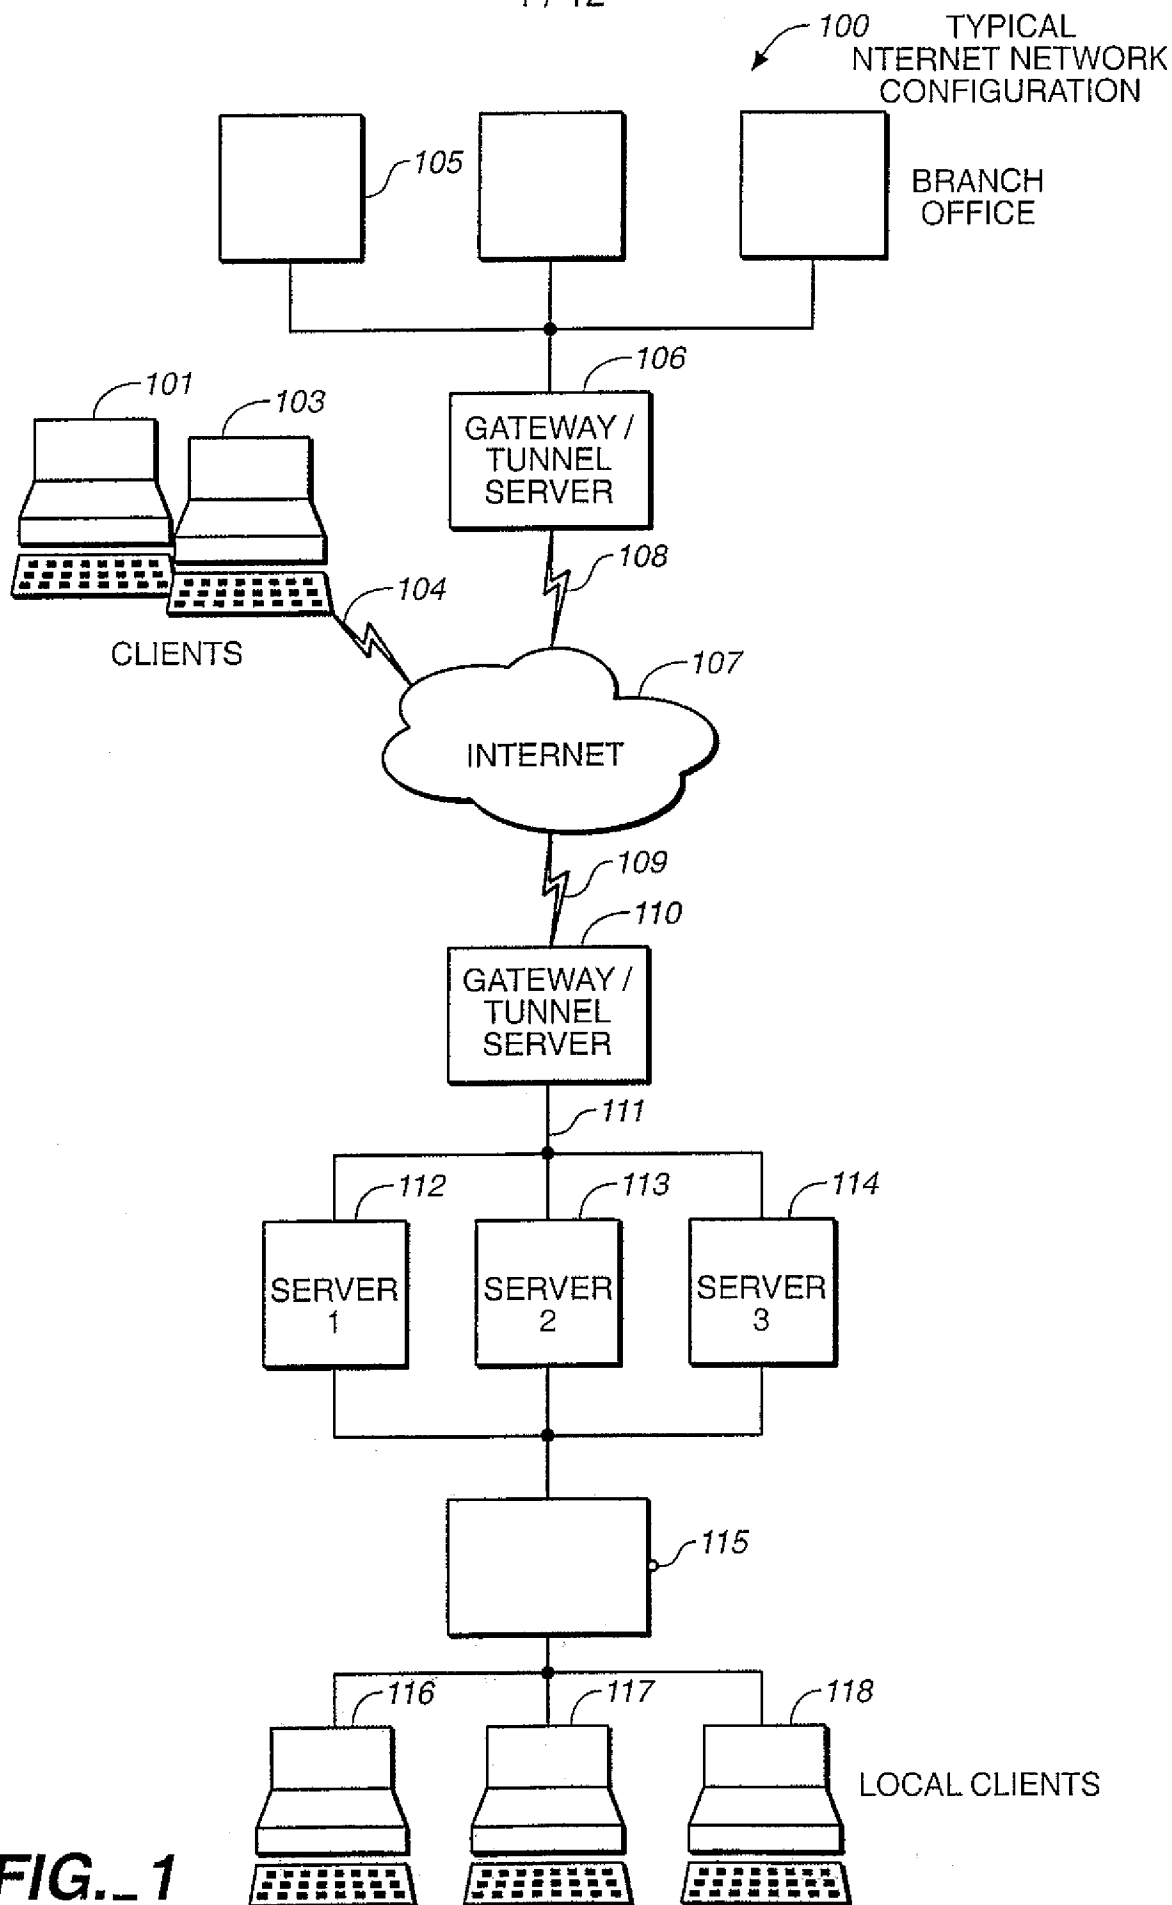 100 TYPICAL
NTERNET NETWORK
CONFIGURATION
105
BRANCH
OFFICE
106
GATEWAY /
TUNNEL
SERVER
101
103
108
104
CLIENTS
107
INTERNET
109
110
GATEWAY /
TUNNEL
SERVER
111
112
113
114
SERVER
1
SERVER
2
SERVER
3
115
116
117
118
LOCAL CLIENTS
FIG._1